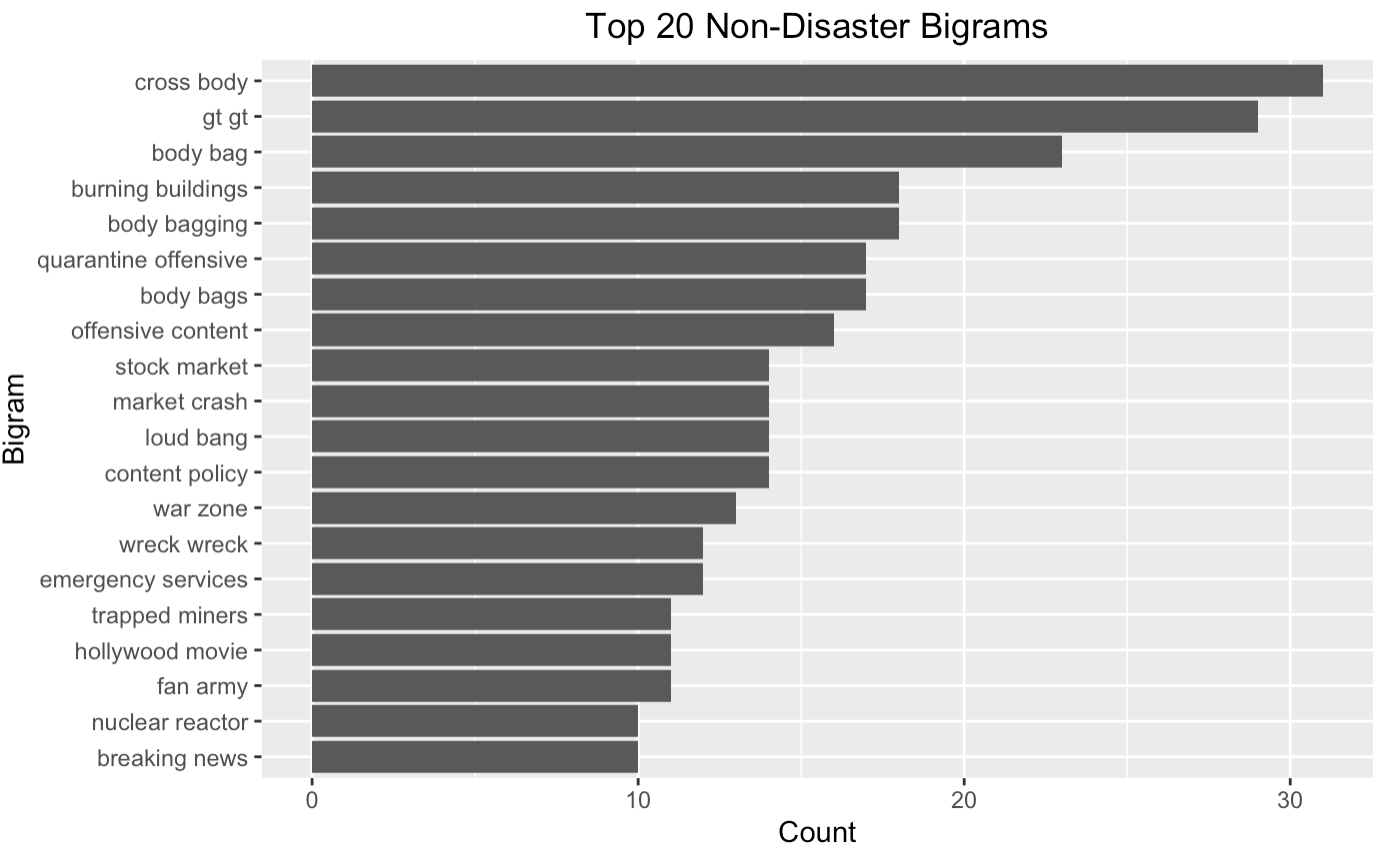 Top 20 Non-Disaster Bigrams
cross body
gt gt
body bag
burning buildings
body bagging
quarantine offensive
body bags
offensive content
stock market
market crash
loud bang
content policy
war zone
wreck wreck
emergency services
trapped miners
hollywood movie
fan army
nuclear reactor
breaking news
Bigram
0 10 20 30
Count